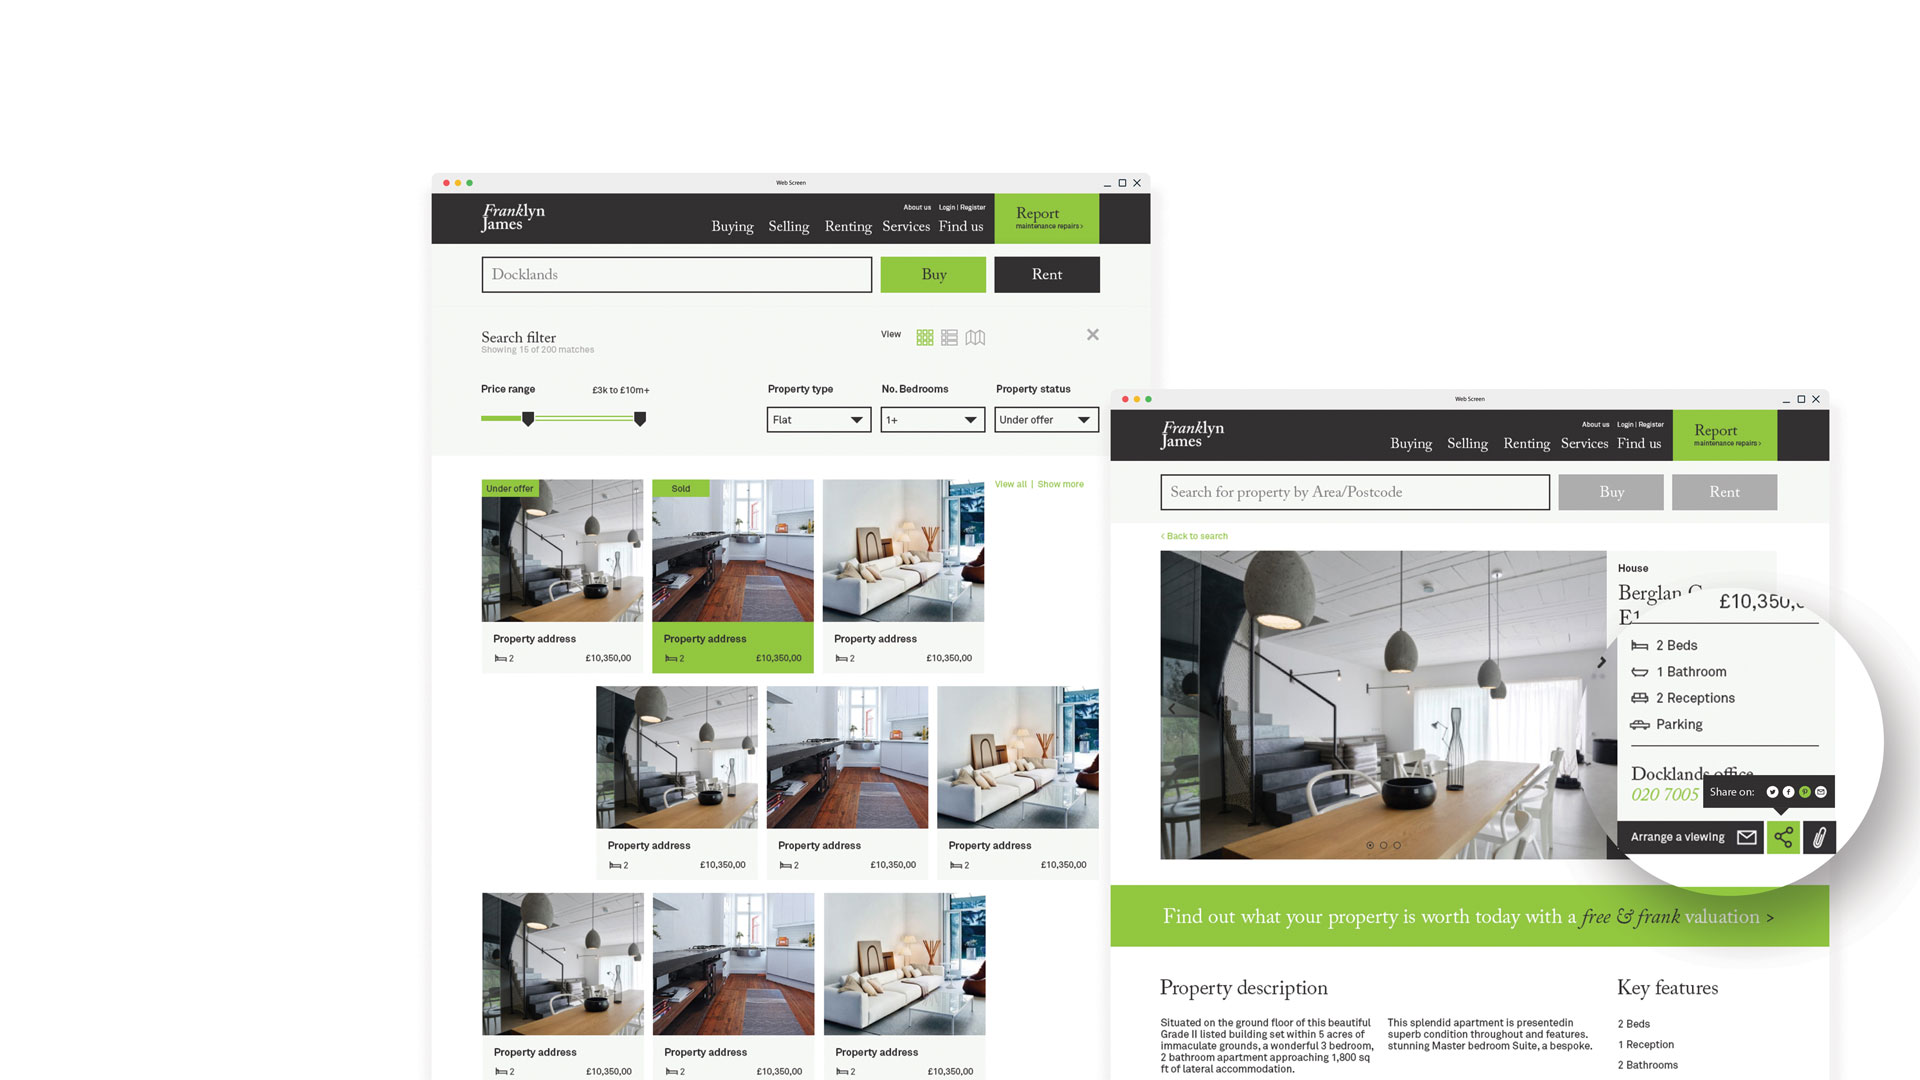 Web Screen
Franklyn
James
About us Login | Register
Buying Selling Renting Services Find us
Report
maintenance repairs >
Docklands
Buy
Rent
Search filter
Showing 15 of 200 matches
View
Price range
£3k to £10m+
Property type
No. Bedrooms
Property status
Flat
1+
Under offer
Under offer
Sold
View all | Show more
Property address
2 £10,350,00
Property address
2 £10,350,00
Property address
2 £10,350,00
Property address
2 £10,350,00
Property address
2 £10,350,00
Property address
2 £10,350,00
Property address
2 £10,350,00
Property address
2 £10,350,00
Property address
2 £10,350,00
Web Screen
Franklyn
James
About us Login | Register
Buying Selling Renting Services Find us
Report
maintenance repairs >
Search for property by Area/Postcode
Buy
Rent
< Back to search
House
Berglan
E1
£10,350,
2 Beds
1 Bathroom
2 Receptions
Parking
Docklands office
020 7005
Share on:
Arrange a viewing
Find out what your property is worth today with a free & frank valuation >
Property description
Situated on the ground floor of this beautiful
Grade II listed building set within 5 acres of
immaculate grounds, a wonderful 3 bedroom,
2 bathroom apartment approaching 1,800 sq
ft of lateral accommodation.
This splendid apartment is presentedin
superb condition throughout and features.
stunning Master bedroom Suite, a bespoke.
Key features
2 Beds
1 Reception
2 Bathrooms